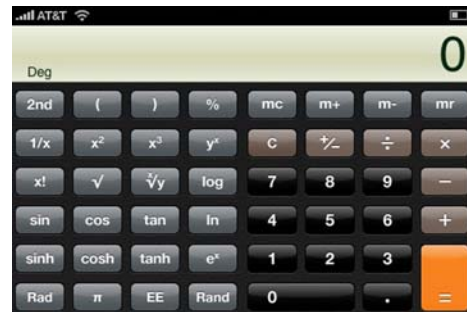 AT&T
0
Deg
2nd ( ) % mc m+ m- mr
1/x x² x³ yˣ C +/− ÷ ×
x! √ ˣ√y log 7 8 9 −
sin cos tan ln 4 5 6 +
sinh cosh tanh eˣ 1 2 3
Rad π EE Rand 0 . =